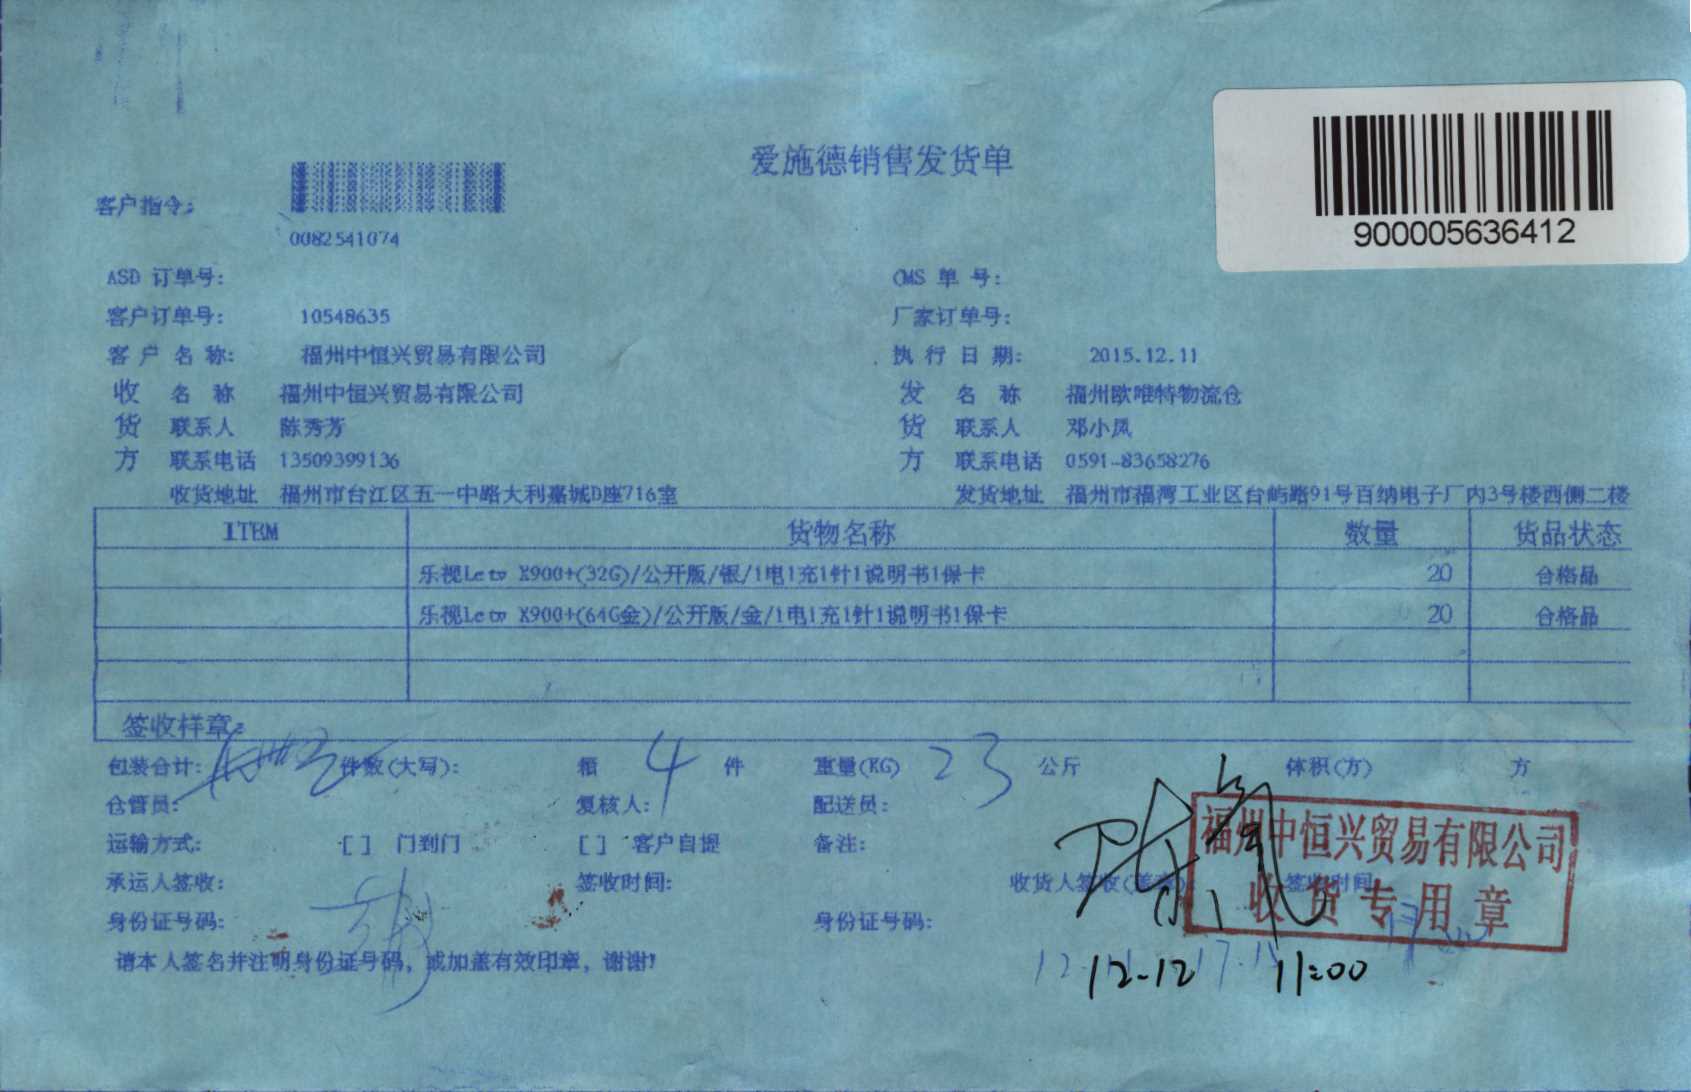 爱施德销售发货单
900005636412
客户指令:
0082541074
ASD 订单号: OMS 单 号:
客户订单号: 10548635 厂家订单号:
客 户 名 称: 福州中恒兴贸易有限公司 执 行 日 期: 2015.12.11
收 名 称 福州中恒兴贸易有限公司 发 名 称 福州欧唯特物流仓
货 联系人 陈秀芳 货 联系人 邓小凤
方 联系电话 13509399136 方 联系电话 0591-83658276
收货地址 福州市台江区五一中路大利嘉城D座716室 发货地址 福州市福湾工业区台屿路91号百纳电子厂内3号楼西侧二楼
ITEM 货物名称 数量 货品状态
乐视Letv X900+(32G)/公开版/银/1电1充1针1说明书1保卡 20 合格品
乐视Letv X900+(64G金)/公开版/金/1电1充1针1说明书1保卡 20 合格品
签收样章:
包装合计: 件数(大写): 箱 4 件 重量(KG) 23 公斤 体积(方) 方
仓管员: 复核人: 配送员:
运输方式: [ ] 门到门 [ ] 客户自提 备注:
福州中恒兴贸易有限公司
收货专用章
承运人签收: 签收时间: 收货人签收(盖章): 签收时间
身份证号码: 身份证号码:
请本人签名并注明身份证号码, 或加盖有效印章, 谢谢!
12-12 11:00